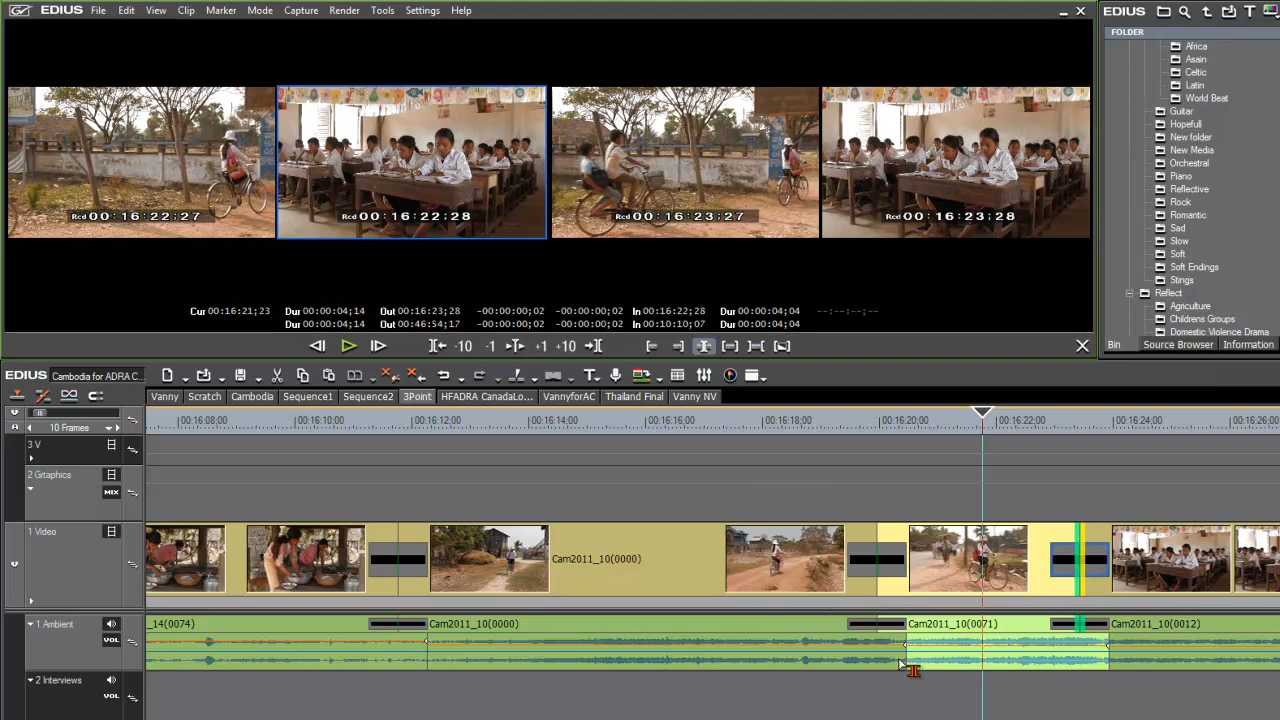 EDIUS File Edit View Clip Marker Mode Capture Render Tools Settings Help
EDIUS
FOLDER
Africa
Asain
Celtic
Latin
World Beat
Guitar
Hopefull
New folder
New Media
Orchestral
Piano
Reflective
Rock
Romantic
Sad
Slow
Soft
Soft Endings
Stings
Reflect
Agriculture
Childrens Groups
Domestic Violence Drama
Bin Source Browser Information
Rcd 00:16:22;27
Rcd 00:16:22;28
Rcd 00:16:23;27
Rcd 00:16:23;28
Cur 00:16:21;23 Dur 00:00:04;14 Out 00:16:23;28 -00:00:00;02 -00:00:00;02 In 00:16:22;28 Dur 00:00:04;04 --:--:--;--
Dur 00:00:04;14 Out 00:46:54;17 -00:00:00;02 -00:00:00;02 In 00:10:10;07 Dur 00:00:04;04
-10 -1 +1 +10
EDIUS Cambodia for ADRA C...
Vanny Scratch Cambodia Sequence1 Sequence2 3Point HFADRA CanadaLo... VannyforAC Thailand Final Vanny NV
10 Frames
00:16:08;00 00:16:10;00 00:16:12;00 00:16:14;00 00:16:16;00 00:16:18;00 00:16:20;00 00:16:22;00 00:16:24;00 00:16:26;00
3 V
2 Grtaphics
MIX
1 Video
Cam2011_10(0000)
1 Ambient
VOL
_14(0074) Cam2011_10(0000) Cam2011_10(0071) Cam2011_10(0012)
2 Interviews
VOL